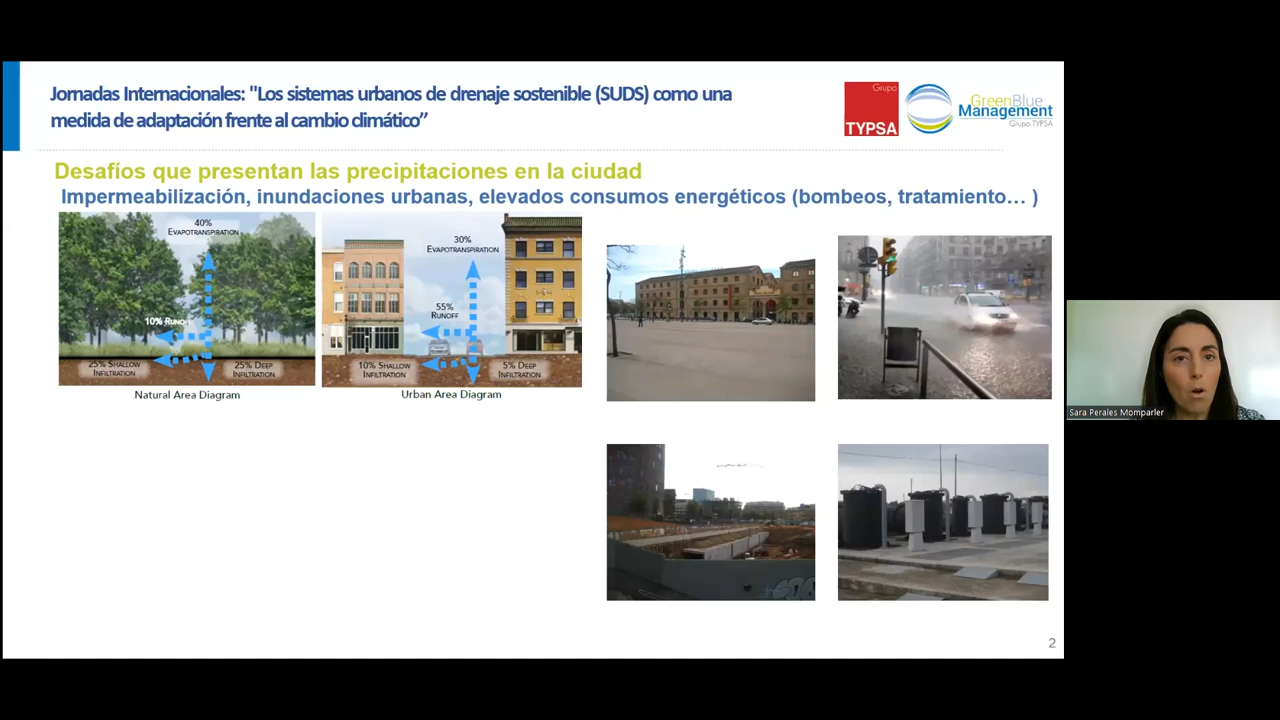 Jornadas Internacionales: "Los sistemas urbanos de drenaje sostenible (SUDS) como una
medida de adaptación frente al cambio climático”
Grupo
TYPSA
GreenBlue
Management
Grupo TYPSA
Desafíos que presentan las precipitaciones en la ciudad
Impermeabilización, inundaciones urbanas, elevados consumos energéticos (bombeos, tratamiento… )
40%
EVAPOTRANSPIRATION
10% RUNOFF
25% SHALLOW
INFILTRATION
25% DEEP
INFILTRATION
Natural Area Diagram
30%
EVAPOTRANSPIRATION
55%
RUNOFF
10% SHALLOW
INFILTRATION
5% DEEP
INFILTRATION
Urban Area Diagram
Sara Perales Momparler
2